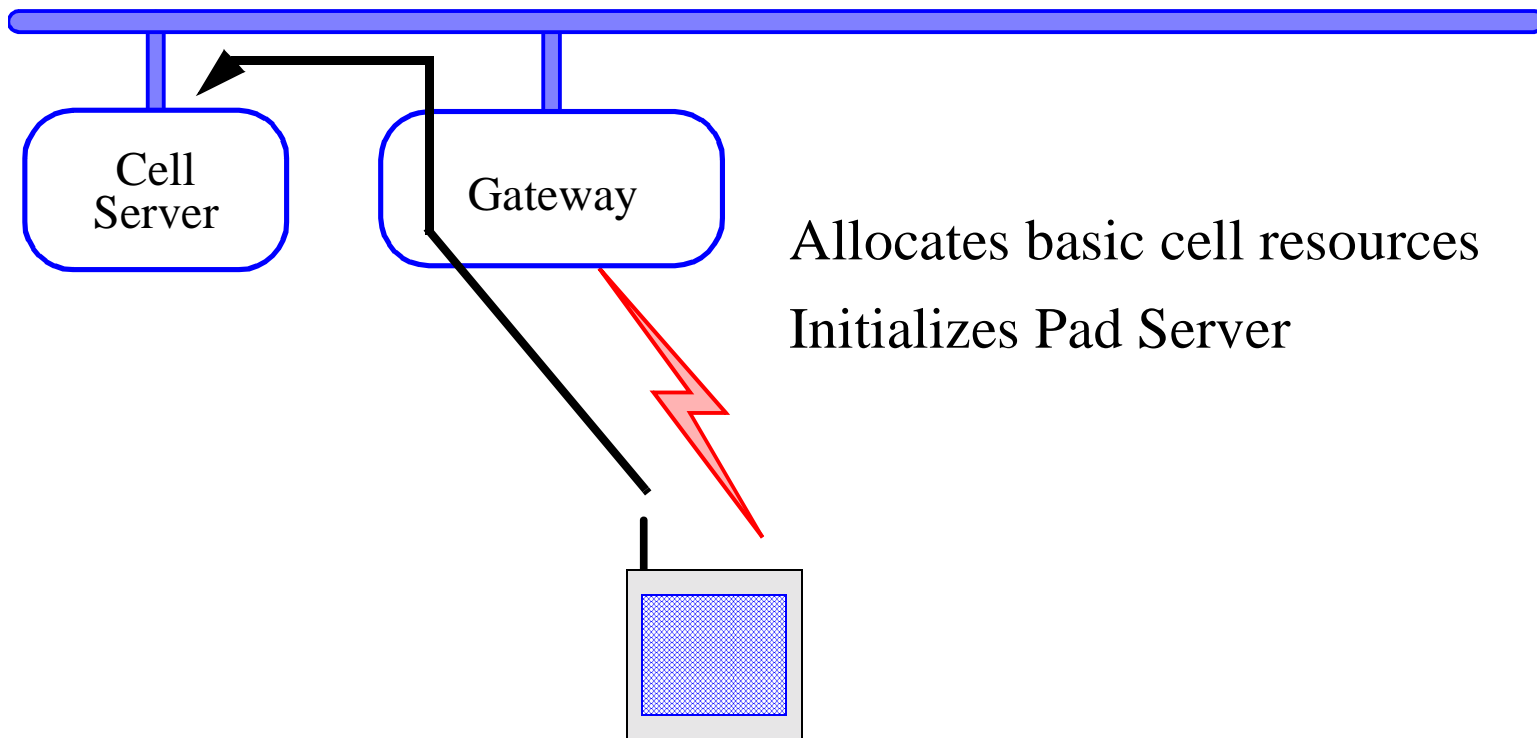 Cell
Server
Gateway
Allocates basic cell resources
Initializes Pad Server